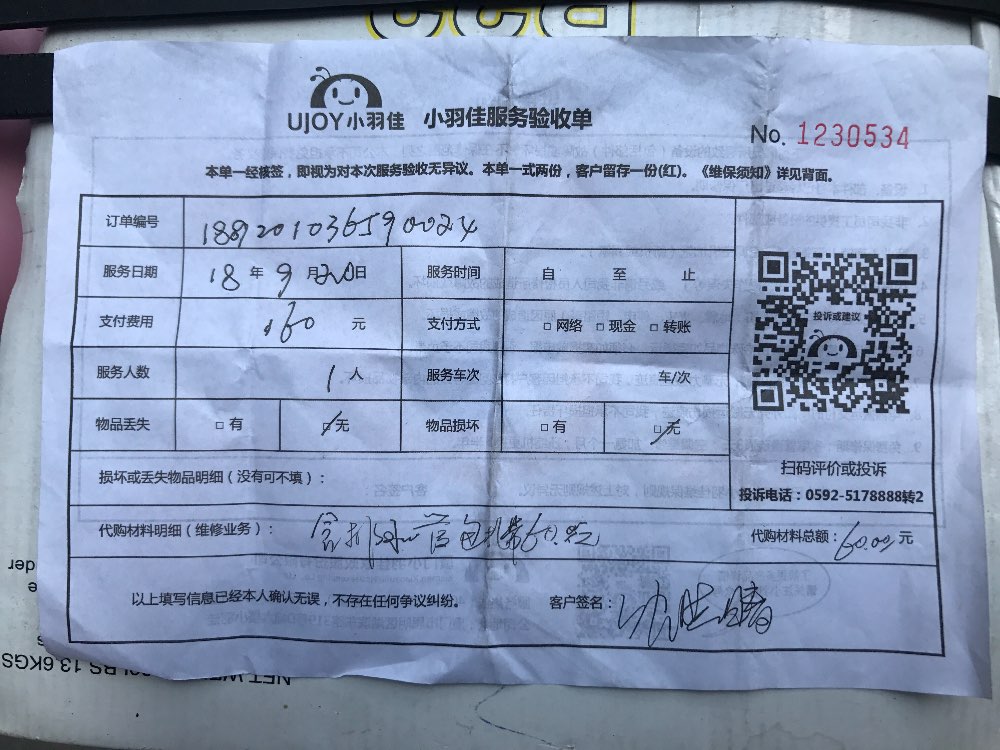 UJOY小羽佳 小羽佳服务验收单
No. 1230534
本单一经核签，即视为对本次服务验收无异议。本单一式两份，客户留存一份(红)。《维保须知》详见背面。
订单编号
服务日期 18 年 9 月 20 日 服务时间 自 至 止
支付费用 160 元 支付方式 □ 网络 □ 现金 □ 转账
服务人数 1 人 服务车次 车/次
物品丢失 □ 有 □ 无 物品损坏 □ 有 □ 无
投诉或建议
扫码评价或投诉
投诉电话：0592-5178888转2
损坏或丢失物品明细（没有可不填）：
代购材料明细（维修业务）： 60.00元
代购材料总额： 60.00 元
以上填写信息已经本人确认无误，不存在任何争议纠纷。 客户签名：
NET.WE
LBS 13.6KGS